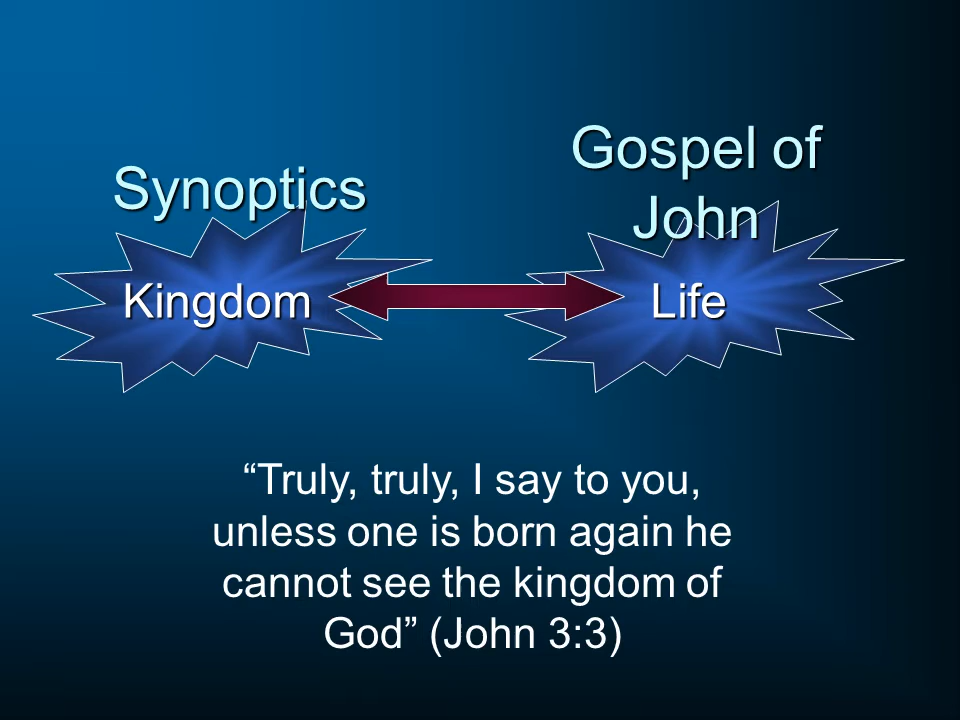 Synoptics
Gospel of
John
Kingdom
Life
“Truly, truly, I say to you,
unless one is born again he
cannot see the kingdom of
God” (John 3:3)